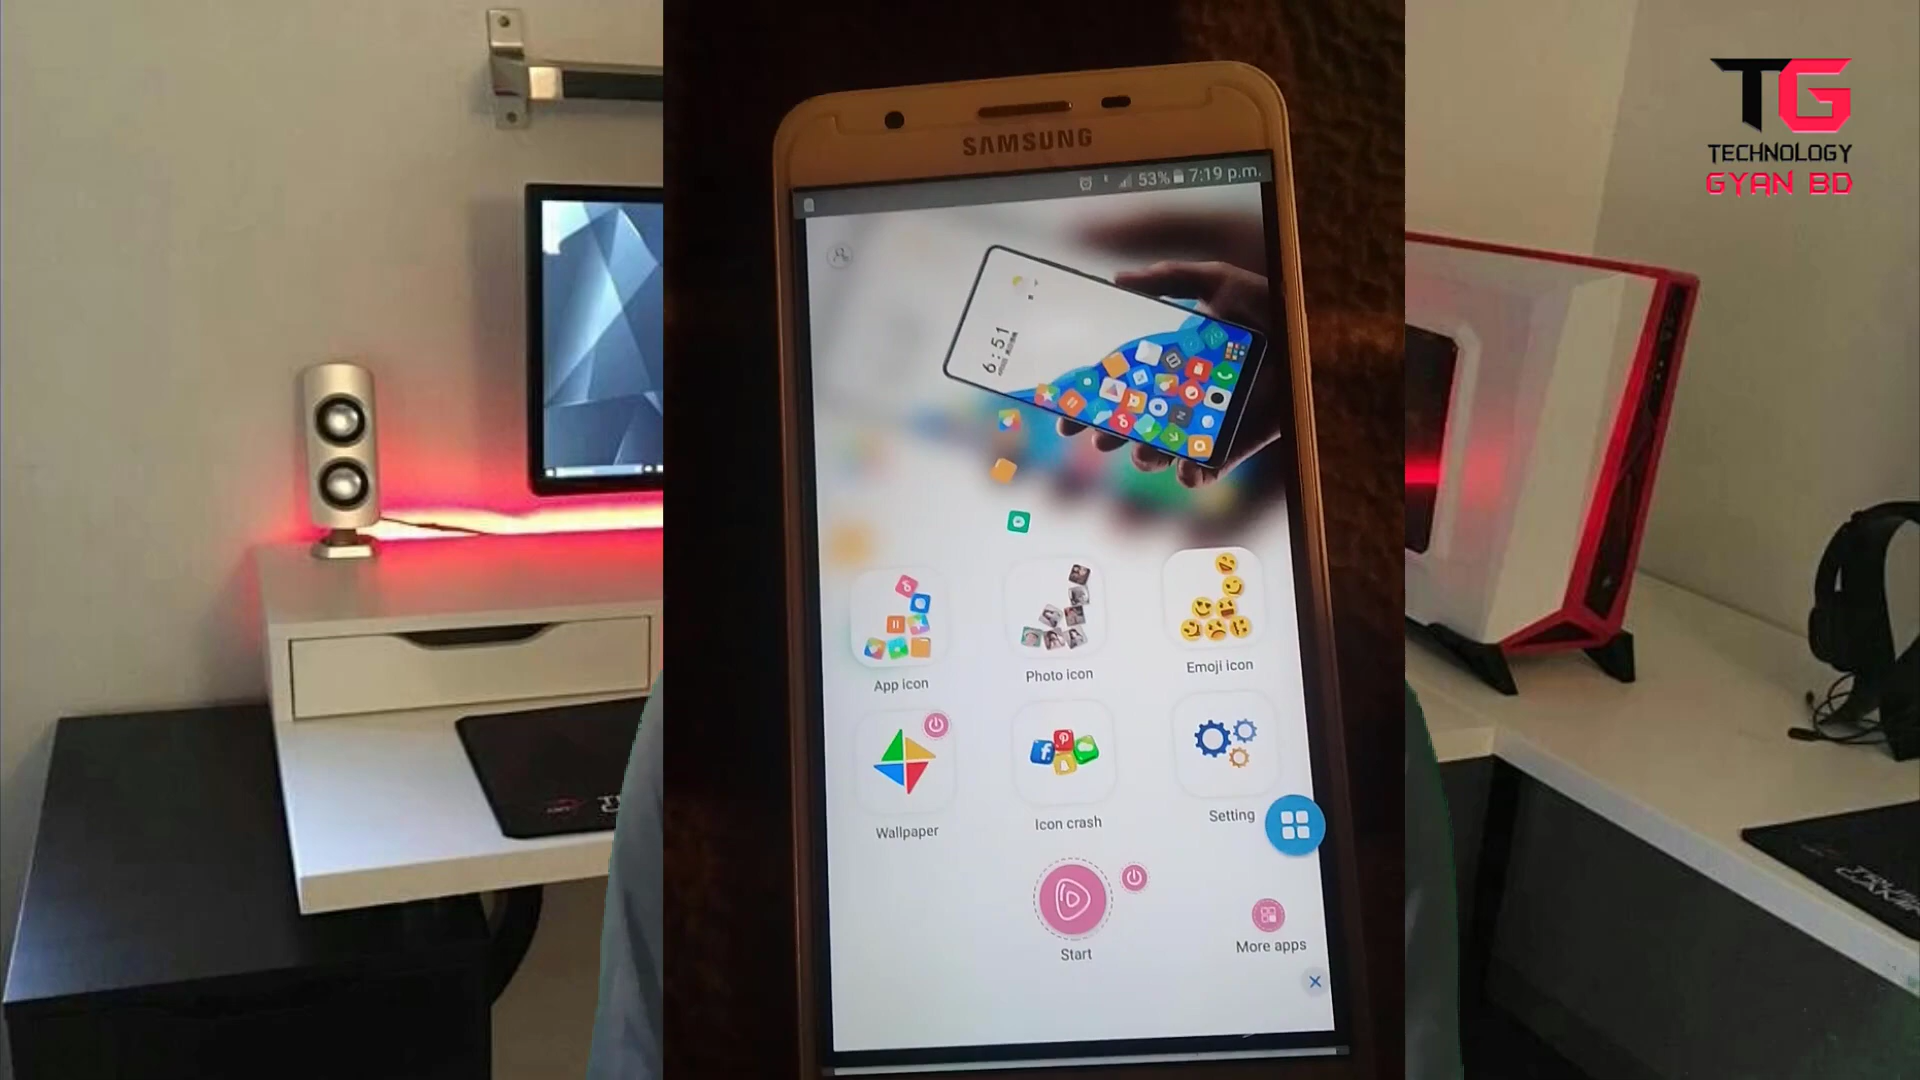 TG
TECHNOLOGY
GYAN BD
SAMSUNG
53% 7:19 p.m.
6:51
App icon
Photo icon
Emoji icon
Wallpaper
Icon crash
Setting
Start
More apps